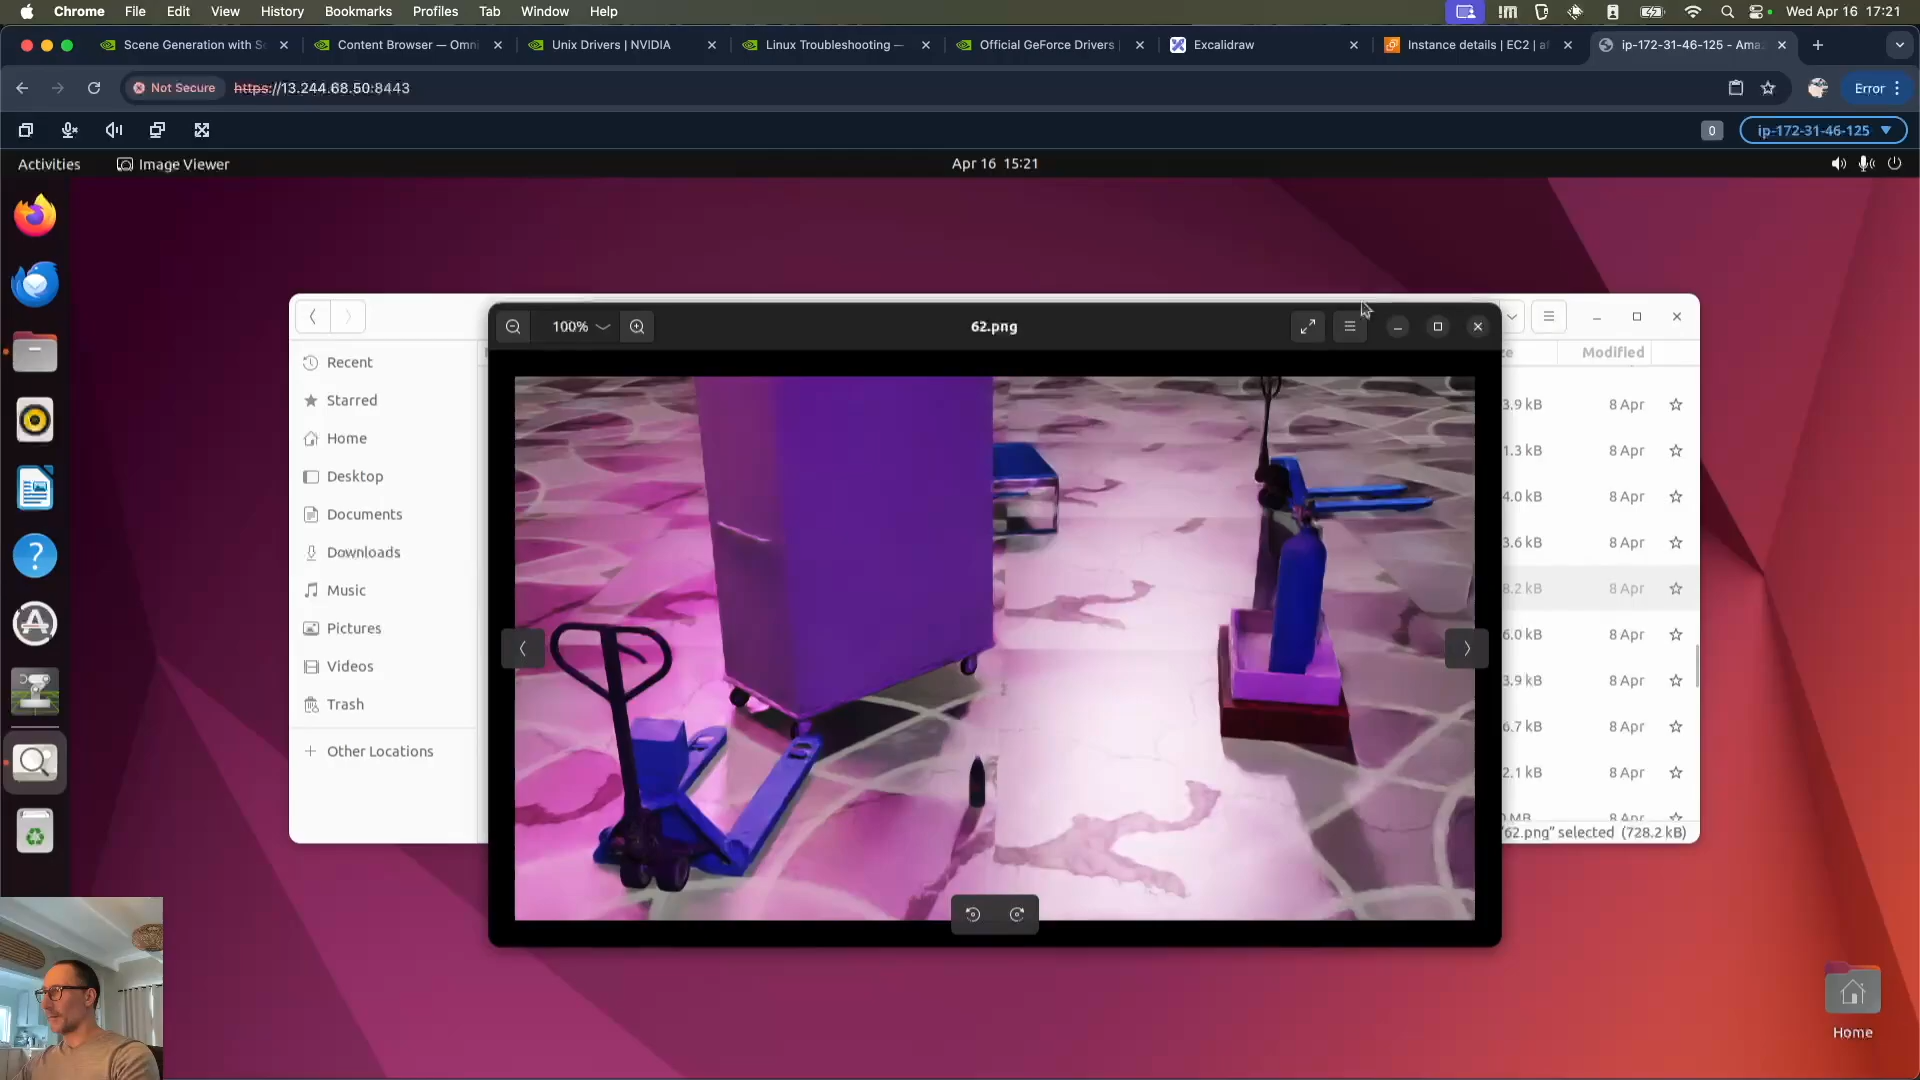 Chrome File Edit View History Bookmarks Profiles Tab Window Help Wed Apr 16 17:21
Scene Generation with S Content Browser — Omni Unix Drivers | NVIDIA Linux Troubleshooting — Official GeForce Drivers | Excalidraw Instance details | EC2 | af ip-172-31-46-125 - Ama
Not Secure https://13.244.68.50:8443 Error
0 ip-172-31-46-125
Activities Image Viewer Apr 16 15:21
100% 62.png
Recent
Starred
Home
Desktop
Documents
Downloads
Music
Pictures
Videos
Trash
Other Locations
ze Modified
3.9 kB 8 Apr
1.3 kB 8 Apr
4.0 kB 8 Apr
3.6 kB 8 Apr
8.2 kB 8 Apr
6.0 kB 8 Apr
3.9 kB 8 Apr
6.7 kB 8 Apr
2.1 kB 8 Apr
MB 8 Apr
"62.png" selected (728.2 kB)
Home